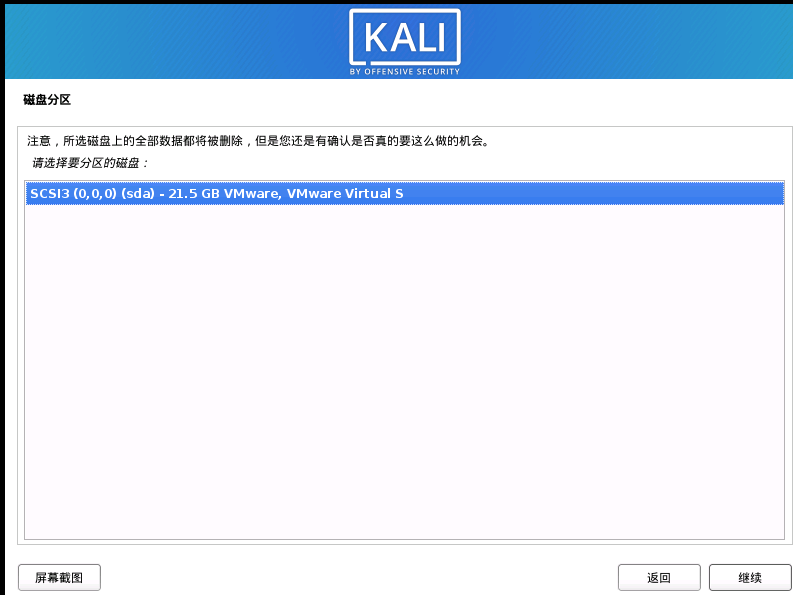 KALI
BY OFFENSIVE SECURITY
磁盘分区
注意，所选磁盘上的全部数据都将被删除，但是您还是有确认是否真的要这么做的机会。
请选择要分区的磁盘：
SCSI3 (0,0,0) (sda) - 21.5 GB VMware, VMware Virtual S
屏幕截图
返回
继续